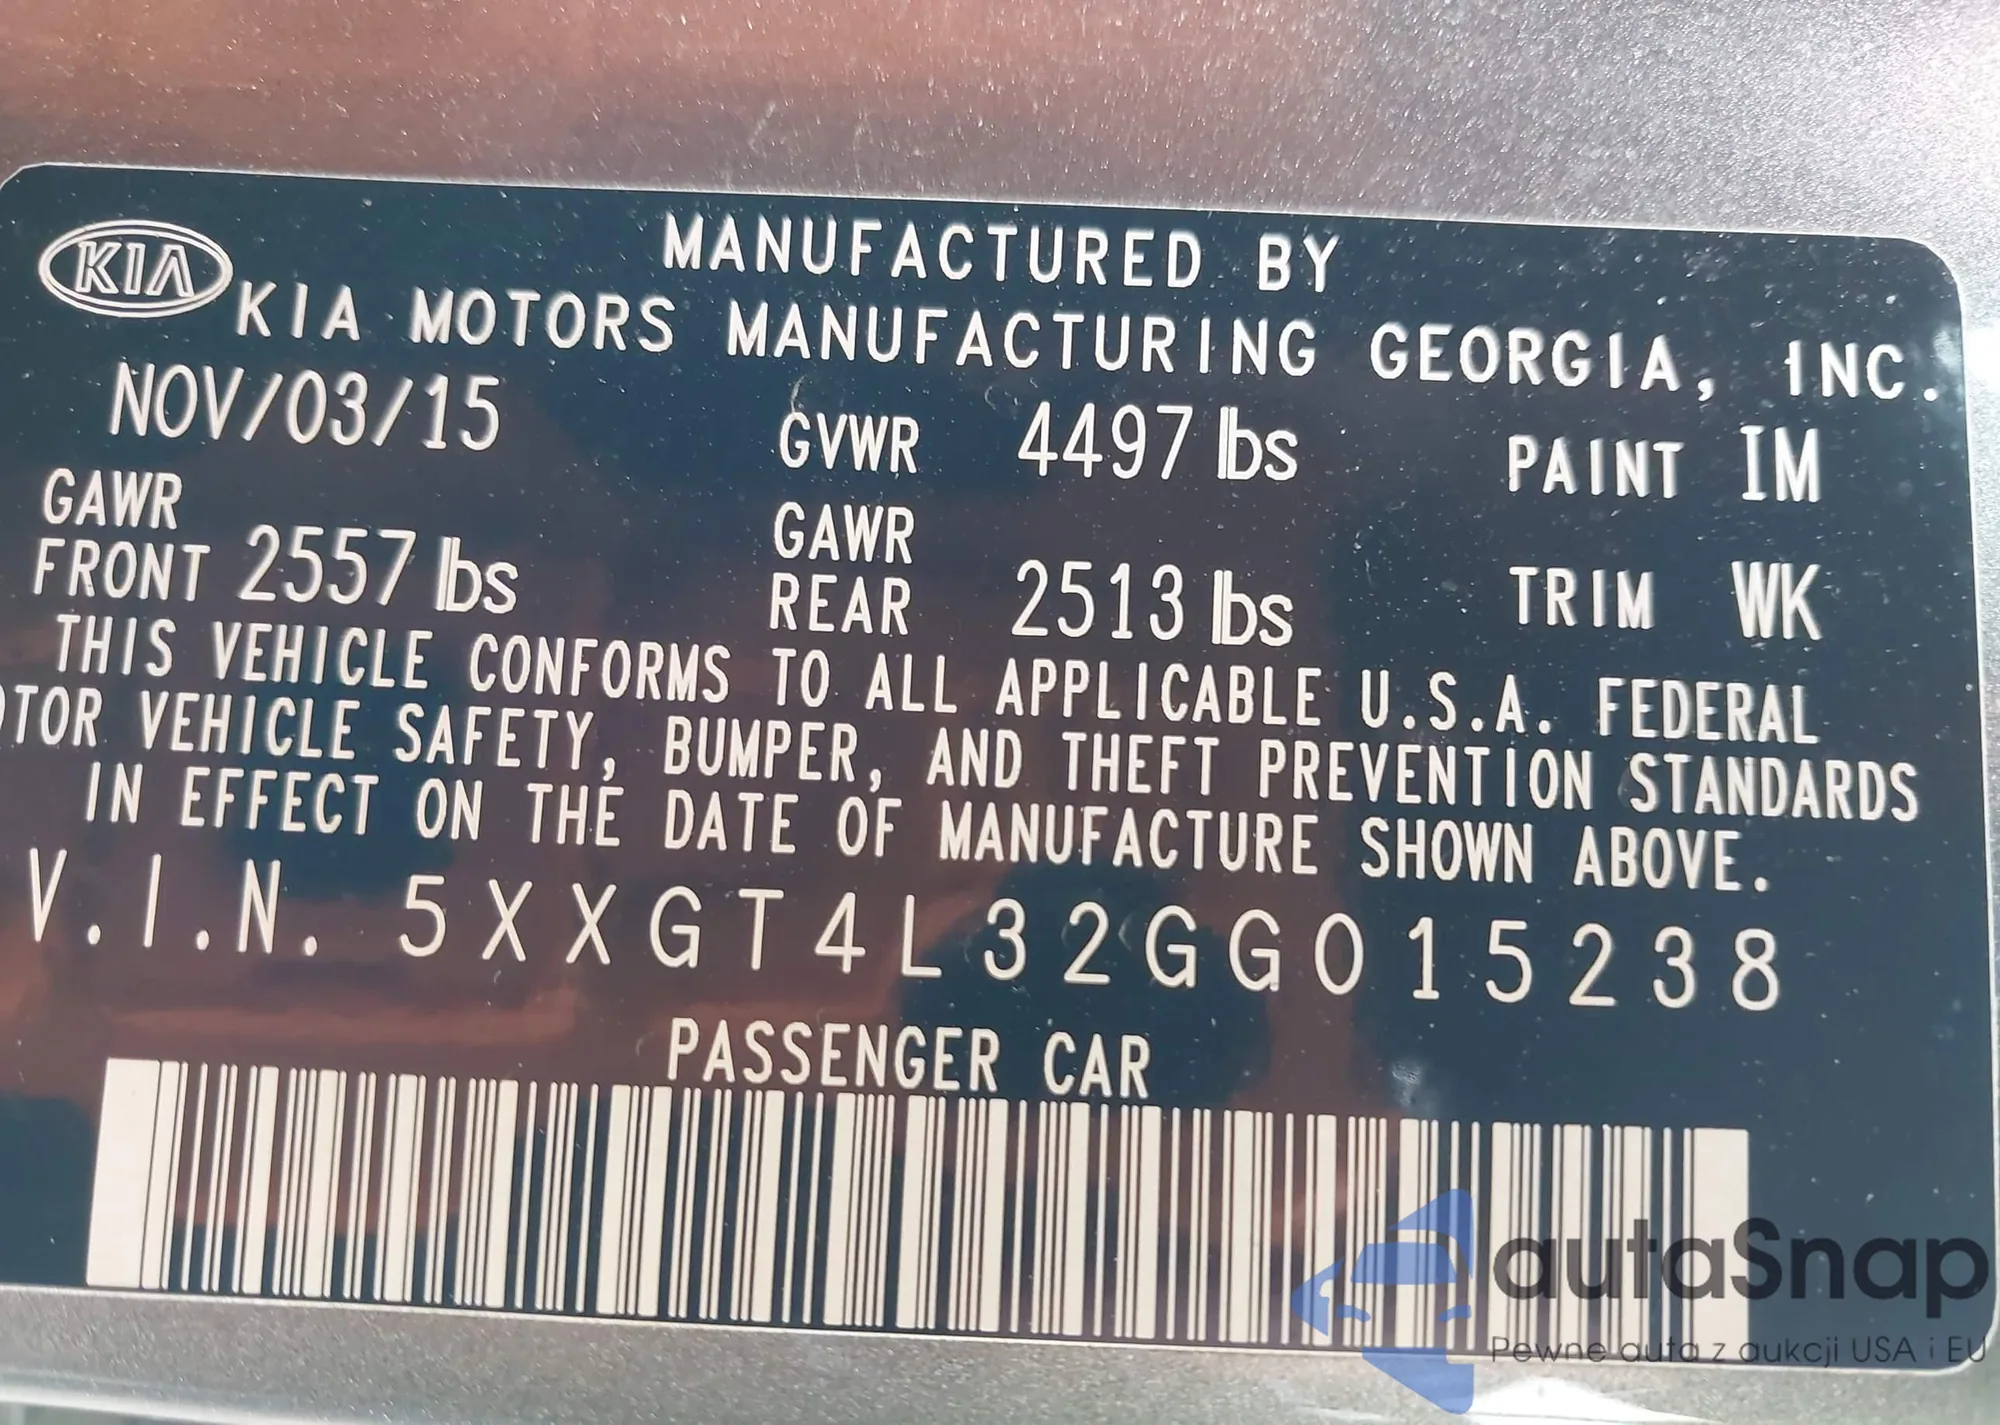 KIA
MANUFACTURED BY
KIA MOTORS MANUFACTURING GEORGIA, INC.
NOV/03/15 GVWR 4497 lbs PAINT IM
GAWR FRONT 2557 lbs GAWR REAR 2513 lbs TRIM WK
THIS VEHICLE CONFORMS TO ALL APPLICABLE U.S.A. FEDERAL
OTOR VEHICLE SAFETY, BUMPER, AND THEFT PREVENTION STANDARDS
IN EFFECT ON THE DATE OF MANUFACTURE SHOWN ABOVE.
V.I.N. 5XXGT4L32GG015238
PASSENGER CAR
autaSnap
Pewne auta z aukcji USA i EU